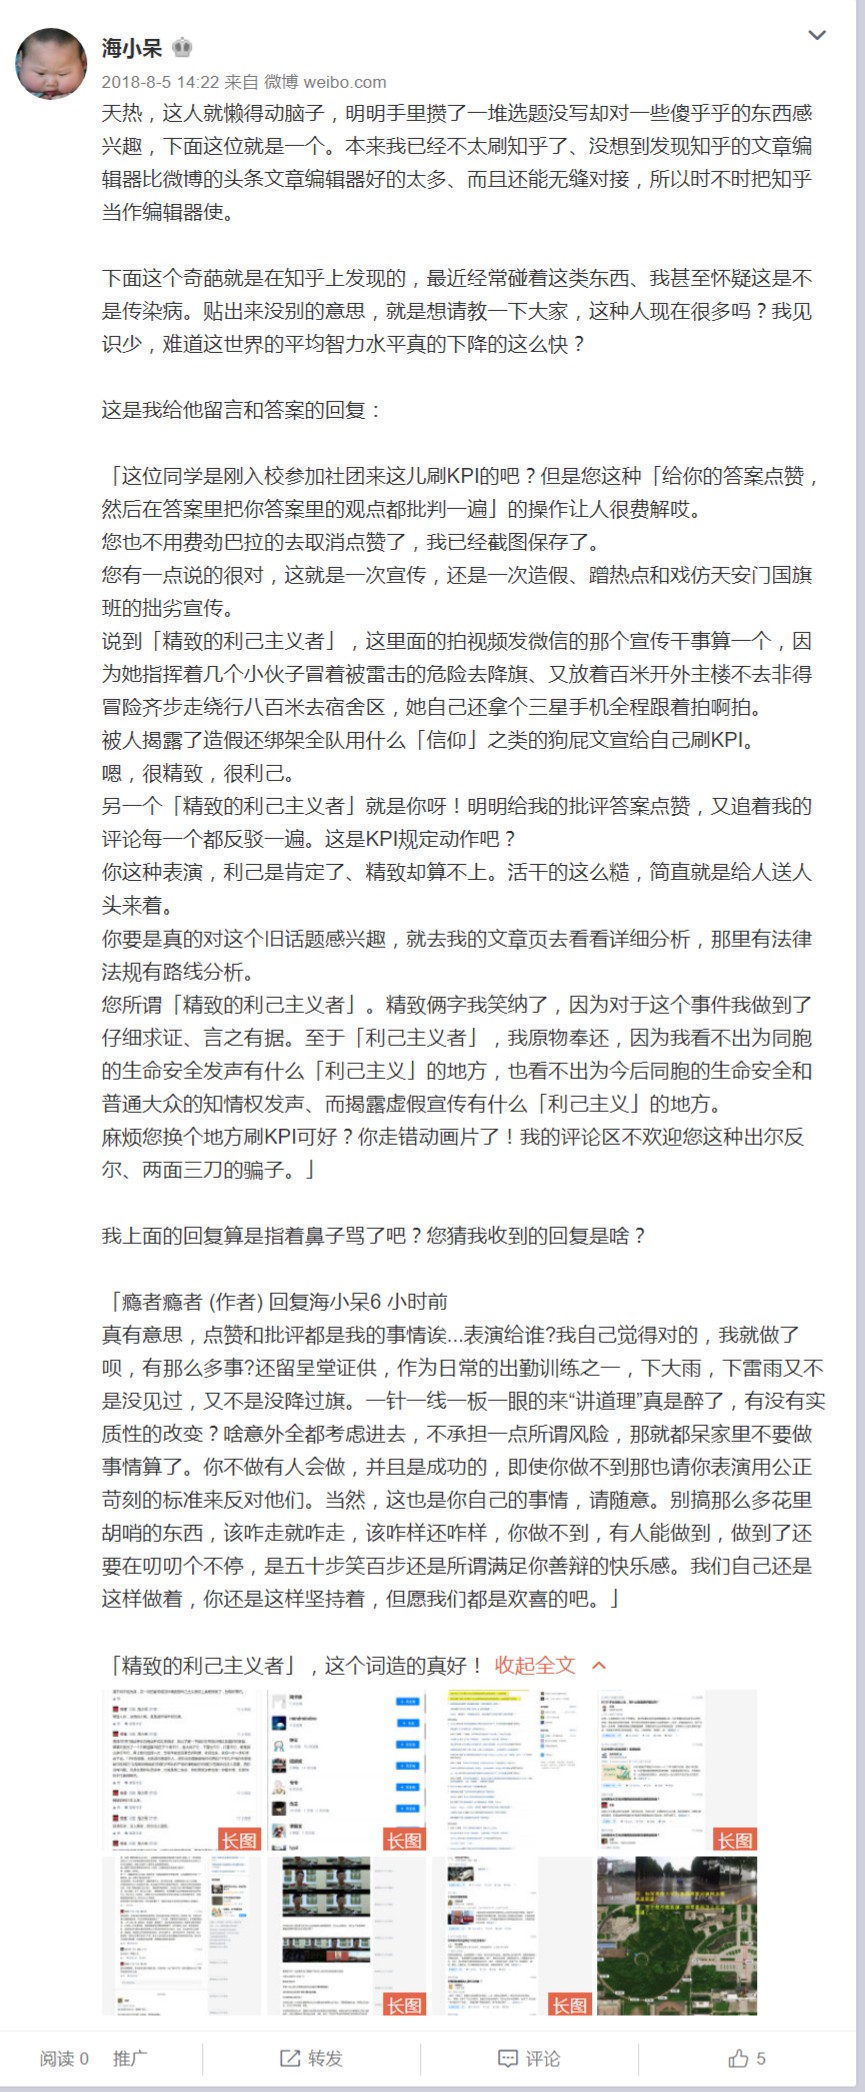 海小呆
2018-8-5 14:22 来自 微博 weibo.com
天热，这人就懒得动脑子，明明手里攒了一堆选题没写却对一些傻乎乎的东西感
兴趣，下面这位就是一个。本来我已经不太刷知乎了、没想到发现知乎的文章编
辑器比微博的头条文章编辑器好的太多、而且还能无缝对接，所以时不时把知乎
当作编辑器使。
下面这个奇葩就是在知乎上发现的，最近经常碰着这类东西、我甚至怀疑这是不
是传染病。贴出来没别的意思，就是想请教一下大家，这种人现在很多吗？我见
识少，难道这世界的平均智力水平真的下降的这么快？
这是我给他留言和答案的回复：
「这位同学是刚入校参加社团来这儿刷KPI的吧？但是您这种「给你的答案点赞，
然后在答案里把你答案里的观点都批判一遍」的操作让人很费解哎。
您也不用费劲巴拉的去取消点赞了，我已经截图保存了。
您有一点说的很对，这就是一次宣传，还是一次造假、蹭热点和戏仿天安门国旗
班的拙劣宣传。
说到「精致的利己主义者」，这里面的拍视频发微信的那个宣传干事算一个，因
为她指挥着几个小伙子冒着被雷击的危险去降旗、又放着百米开外主楼不去非得
冒险齐步走绕行八百米去宿舍区，她自己还拿个三星手机全程跟着拍啊拍。
被人揭露了造假还绑架全队用什么「信仰」之类的狗屁文宣给自己刷KPI。
嗯，很精致，很利己。
另一个「精致的利己主义者」就是你呀！明明给我的批评答案点赞，又追着我的
评论每一个都反驳一遍。这是KPI规定动作吧？
你这种表演，利己是肯定了、精致却算不上。活干的这么糙，简直就是给人送人
头来着。
你要是真的对这个旧话题感兴趣，就去我的文章页去看看详细分析，那里有法律
法规有路线分析。
您所谓「精致的利己主义者」。精致俩字我笑纳了，因为对于这个事件我做到了
仔细求证、言之有据。至于「利己主义者」，我原物奉还，因为我看不出为同胞
的生命安全发声有什么「利己主义」的地方，也看不出为今后同胞的生命安全和
普通大众的知情权发声、而揭露虚假宣传有什么「利己主义」的地方。
麻烦您换个地方刷KPI可好？你走错动画片了！我的评论区不欢迎您这种出尔反
尔、两面三刀的骗子。」
我上面的回复算是指着鼻子骂了吧？您猜我收到的回复是啥？
「瘾者瘾者 (作者) 回复海小呆6 小时前
真有意思，点赞和批评都是我的事情诶...表演给谁?我自己觉得对的，我就做了
呗，有那么多事?还留呈堂证供，作为日常的出勤训练之一，下大雨，下雷雨又不
是没见过，又不是没降过旗。一针一线一板一眼的来“讲道理”真是醉了，有没有实
质性的改变？啥意外全都考虑进去，不承担一点所谓风险，那就都呆家里不要做
事情算了。你不做有人会做，并且是成功的，即使你做不到那也请你表演用公正
苛刻的标准来反对他们。当然，这也是你自己的事情，请随意。别搞那么多花里
胡哨的东西，该咋走就咋走，该咋样还咋样，你做不到，有人能做到，做到了还
要在叨叨个不停，是五十步笑百步还是所谓满足你善辩的快乐感。我们自己还是
这样做着，你还是这样坚持着，但愿我们都是欢喜的吧。」
「精致的利己主义者」，这个词造的真好！ 收起全文
长图
长图
长图
长图
长图
阅读 0 推广 转发 评论 5